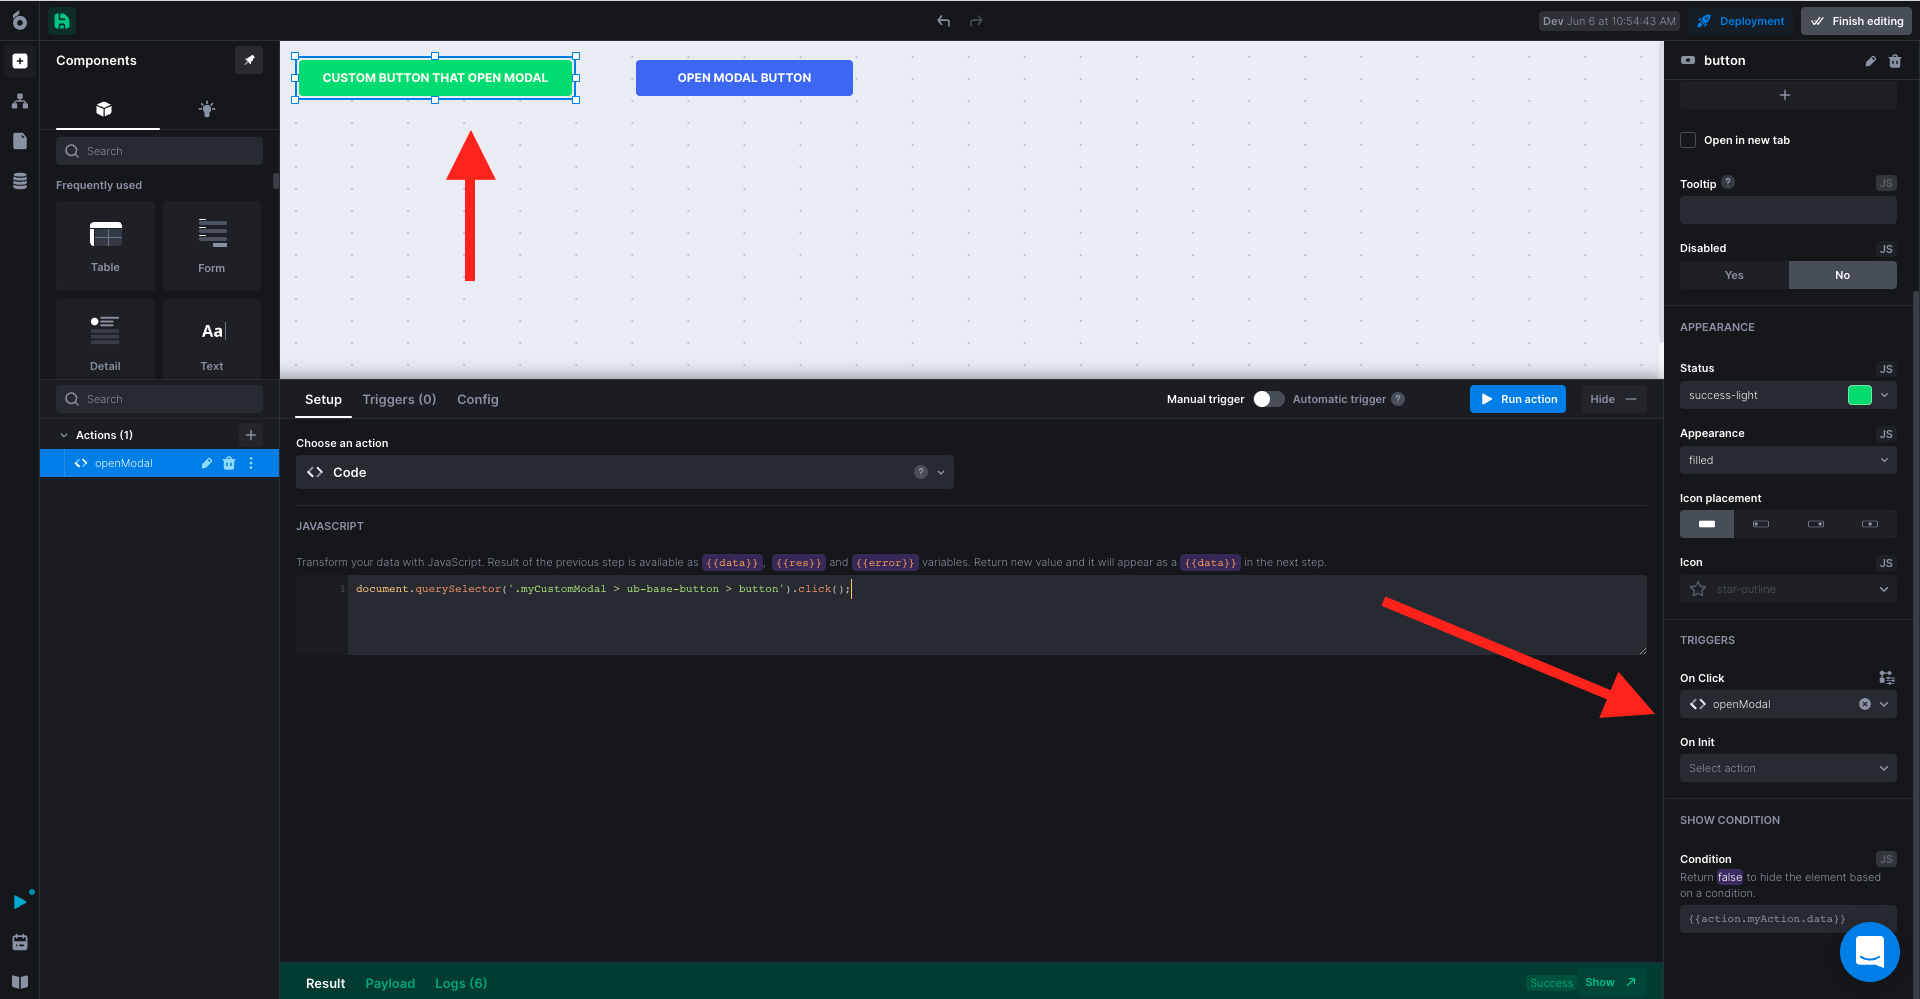 Dev Jun 6 at 10:54:43 AM
Deployment
Finish editing
Components
Search
Frequently used
Table
Form
Detail
Aa
Text
Search
Actions (1)
openModal
CUSTOM BUTTON THAT OPEN MODAL
OPEN MODAL BUTTON
Setup
Triggers (0)
Config
Manual trigger
Automatic trigger ?
Run action
Hide
Choose an action
Code
?
JAVASCRIPT
Transform your data with JavaScript. Result of the previous step is available as {{data}}, {{res}} and {{error}} variables. Return new value and it will appear as a {{data}} in the next step.
1
document.querySelector('.myCustomModal > ub-base-button > button').click();
Result
Payload
Logs (6)
Success
Show
button
+
Open in new tab
Tooltip ?
JS
Disabled
JS
Yes
No
APPEARANCE
Status
JS
success-light
Appearance
JS
filled
Icon placement
Icon
JS
star-outline
TRIGGERS
On Click
openModal
On Init
Select action
SHOW CONDITION
Condition
JS
Return false to hide the element based
on a condition.
{{action.myAction.data}}